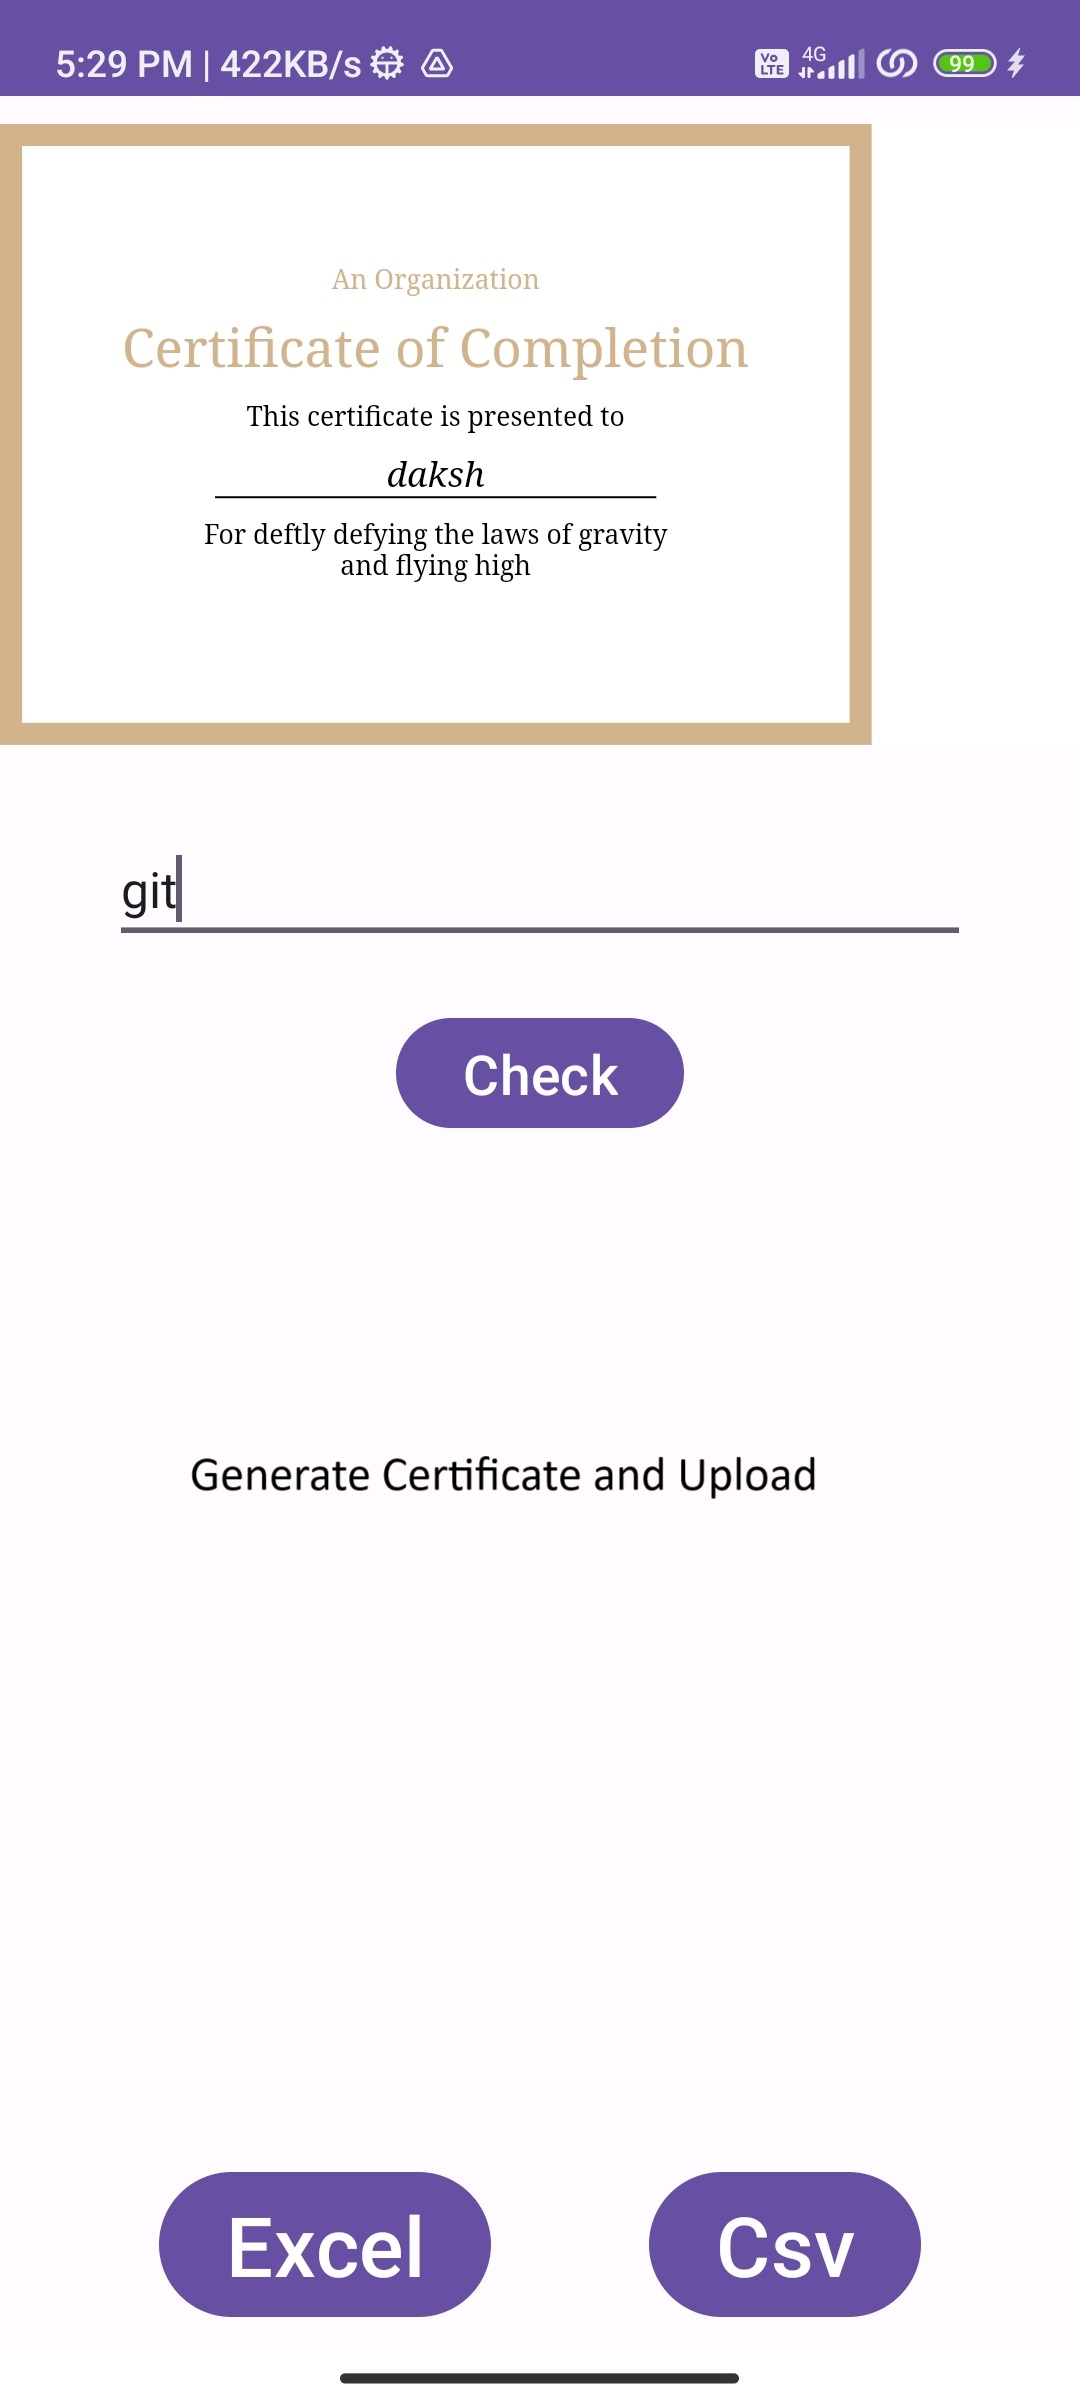 5:29 PM | 422KB/s
Vo LTE 4G 99
An Organization
Certificate of Completion
This certificate is presented to
daksh
For deftly defying the laws of gravity
and flying high
git
Check
Generate Certificate and Upload
Excel
Csv